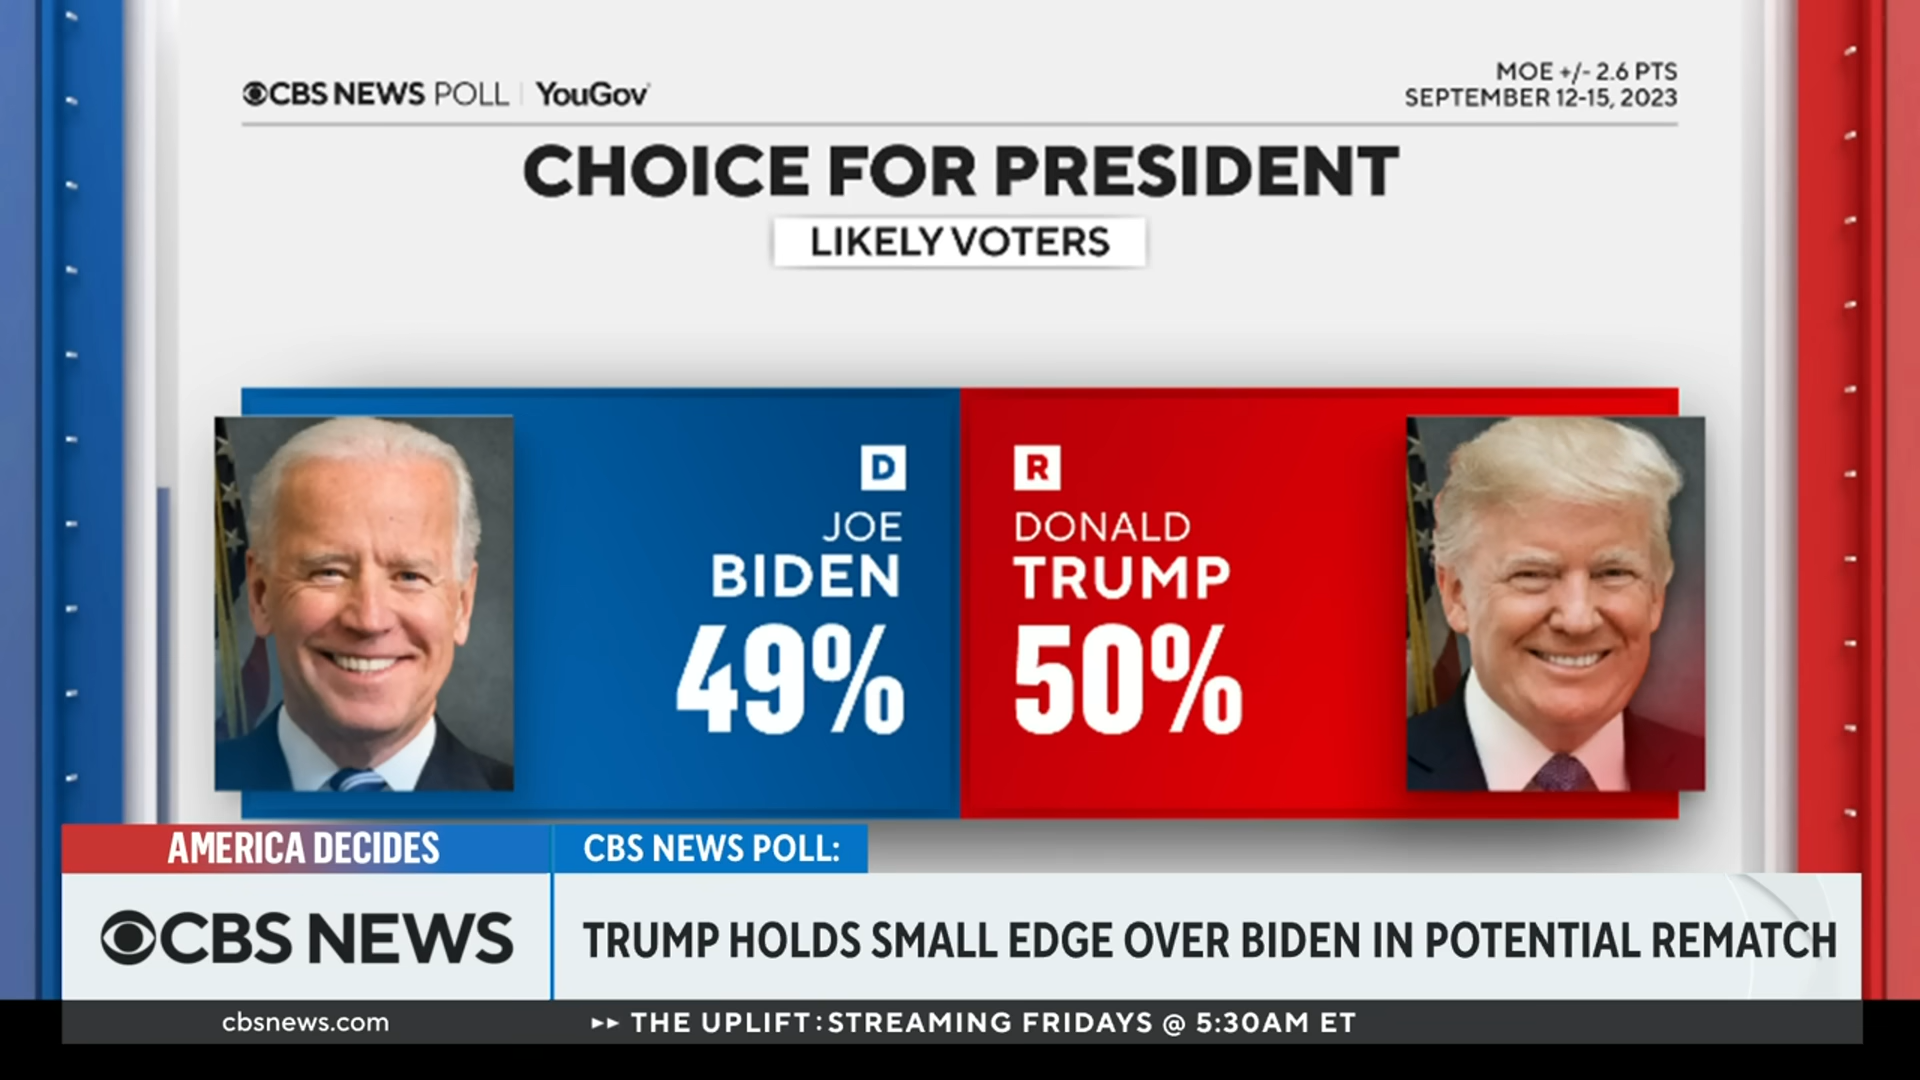 CBS NEWS POLL | YouGov
MOE +/- 2.6 PTS
SEPTEMBER 12-15, 2023
CHOICE FOR PRESIDENT
LIKELY VOTERS
D
JOE
BIDEN
49%
R
DONALD
TRUMP
50%
AMERICA DECIDES
CBS NEWS POLL:
CBS NEWS
TRUMP HOLDS SMALL EDGE OVER BIDEN IN POTENTIAL REMATCH
cbsnews.com
THE UPLIFT: STREAMING FRIDAYS @ 5:30AM ET